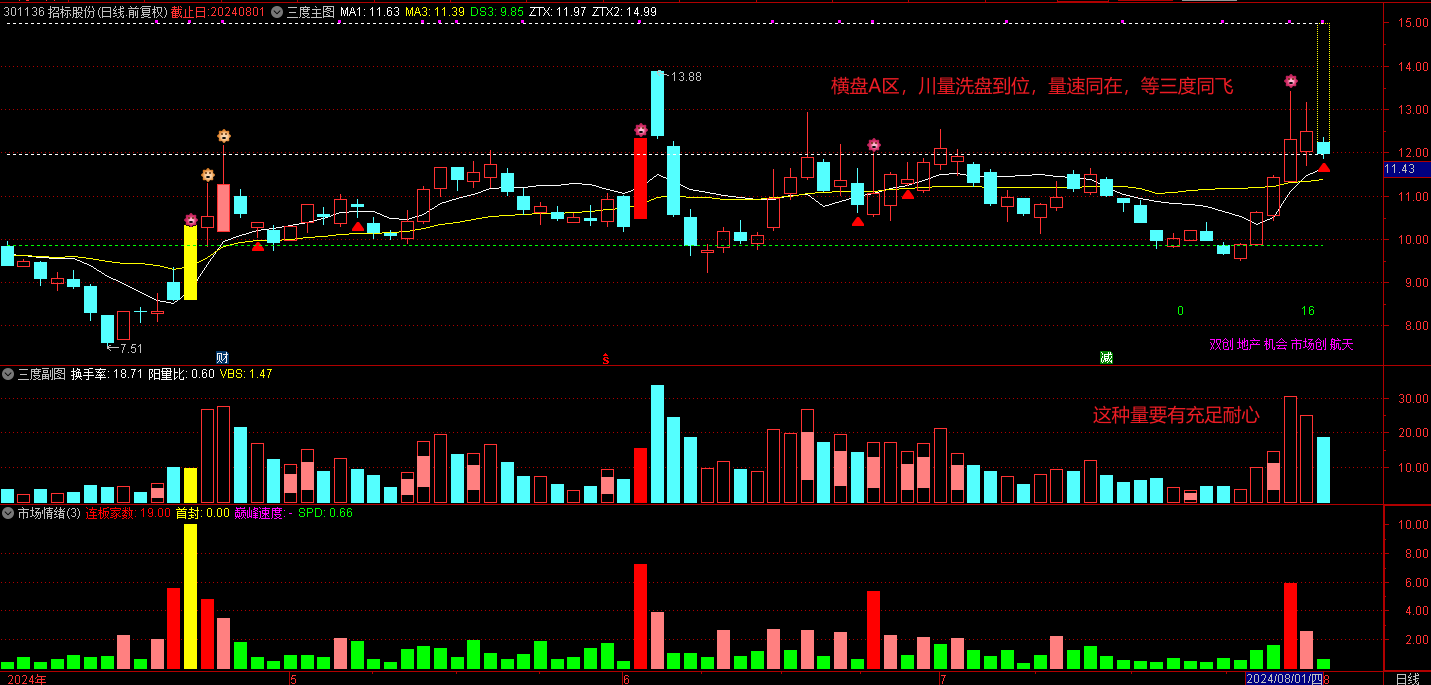 301136 招标股份(日线.前复权) 截止日:20240801 三度主图 MA1: 11.63 MA3: 11.39 DS3: 9.85 ZTX: 11.97 ZTX2: 14.99
15.00
14.00
13.88
横盘A区，川量洗盘到位，量速同在，等三度同飞
13.00
12.00
11.43
11.00
10.00
9.00
0
16
8.00
双创 地产 机会 市场创 航天
7.51
财
ŝ
减
三度副图 换手率: 18.71 阳量比: 0.60 VBS: 1.47
30.00
这种量要有充足耐心
20.00
10.00
市场情绪(3) 连板家数: 19.00 首封: 0.00 巅峰速度: - SPD: 0.66
10.00
8.00
6.00
4.00
2.00
2024年
5
6
7
2024/08/01/四
8
日线